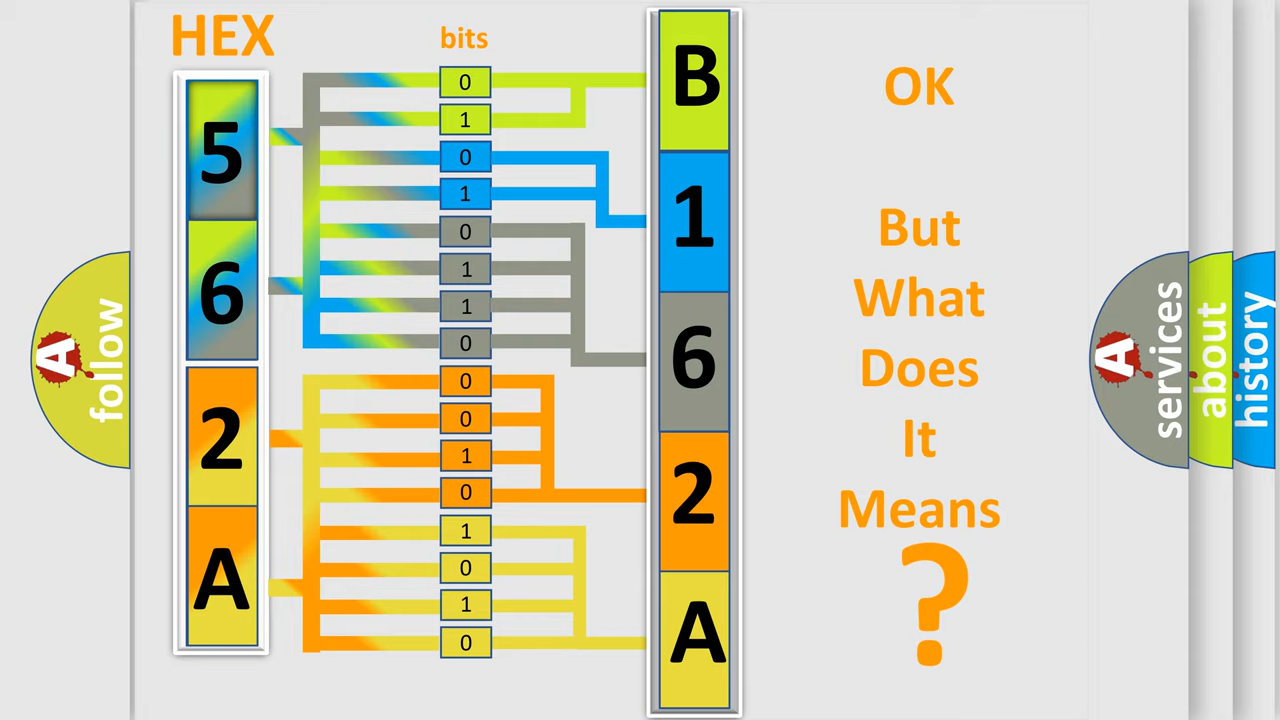 HEX
bits
5
6
2
A
0
1
0
1
0
1
1
0
0
0
1
0
1
0
1
0
B
1
6
2
A
OK
But
What
Does
It
Means
?
A
follow
A
services
about
history